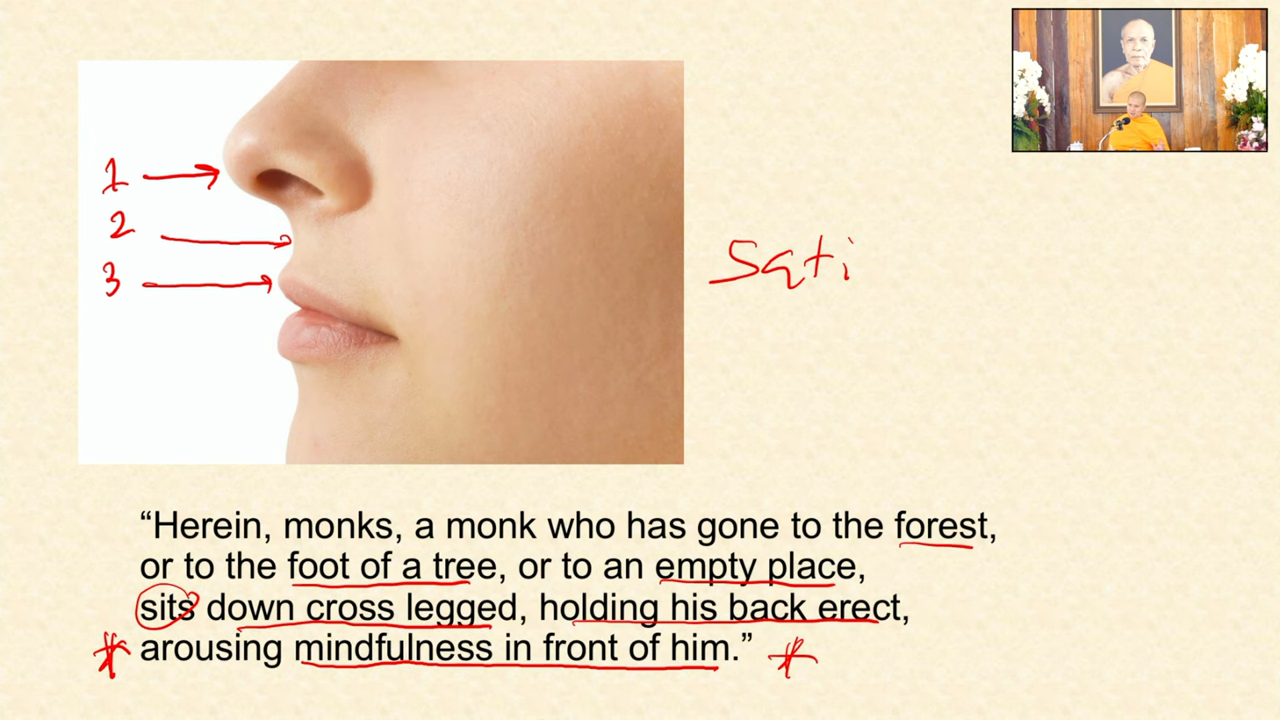 1
2
3
Sati
“Herein, monks, a monk who has gone to the forest,
or to the foot of a tree, or to an empty place,
sits down cross legged, holding his back erect,
arousing mindfulness in front of him.”